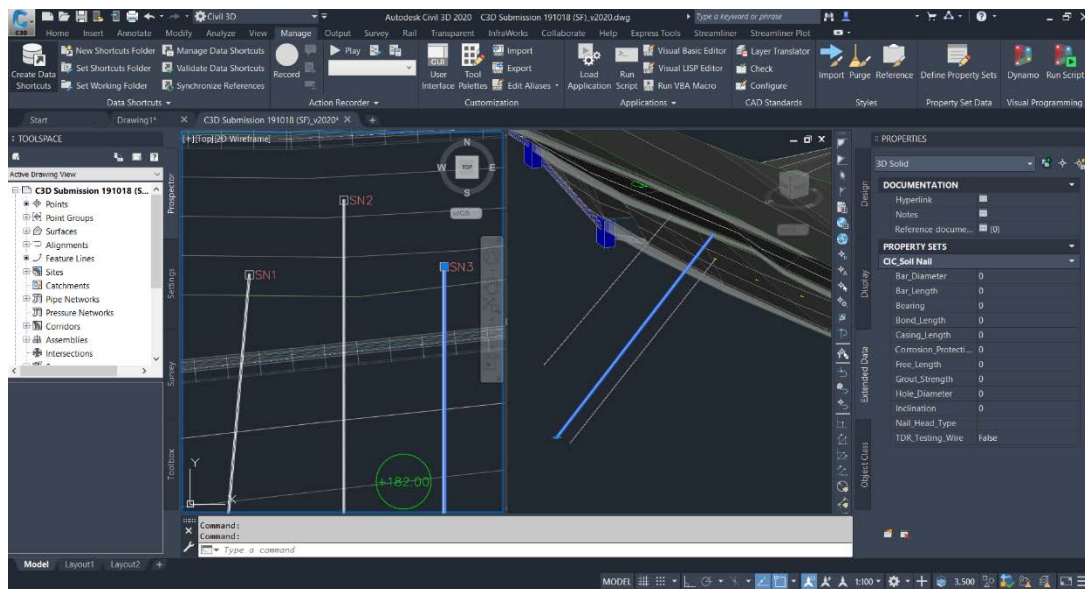 C3D
Civil 3D
Autodesk Civil 3D 2020 C3D Submission 191018 (SF)_v2020.dwg
Type a keyword or phrase
Home Insert Annotate Modify Analyze View Manage Output Survey Rail Transparent InfraWorks Collaborate Help Express Tools Streamliner Streamliner Plot
Create Data Shortcuts
New Shortcuts Folder
Set Shortcuts Folder
Set Working Folder
Manage Data Shortcuts
Validate Data Shortcuts
Synchronize References
Record
Play
CUI
User Interface
Tool Palettes
Import
Export
Edit Aliases
Load Application
Run Script
Visual Basic Editor
Visual LISP Editor
Run VBA Macro
Layer Translator
Check
Configure
Import
Purge
Reference
Define Property Sets
Dynamo
Run Script
Data Shortcuts
Action Recorder
Customization
Applications
CAD Standards
Styles
Property Set Data
Visual Programming
Start
Drawing1*
C3D Submission 191018 (SF)_v2020*
TOOLSPACE
Active Drawing View
C3D Submission 191018 (S...
Points
Point Groups
Surfaces
Alignments
Feature Lines
Sites
Catchments
Pipe Networks
Pressure Networks
Corridors
Assemblies
Intersections
Prospector
Settings
Survey
Toolbox
[+][Top][2D Wireframe]
N
W
TOP
E
S
WCS
SN2
SN1
SN3
+182.00
Y
X
PROPERTIES
3D Solid
Design
Display
Extended Data
Object Class
DOCUMENTATION
Hyperlink
Notes
Reference docume... (0)
PROPERTY SETS
CIC_Soil Nail
Bar_Diameter 0
Bar_Length 0
Bearing 0
Bond_Length 0
Casing_Length 0
Corrosion_Protecti... 0
Free_Length 0
Grout_Strength 0
Hole_Diameter 0
Inclination 0
Nail_Head_Type
TDR_Testing_Wire False
Command:
Command:
Type a command
Model Layout1 Layout2
MODEL
1:100
3.500